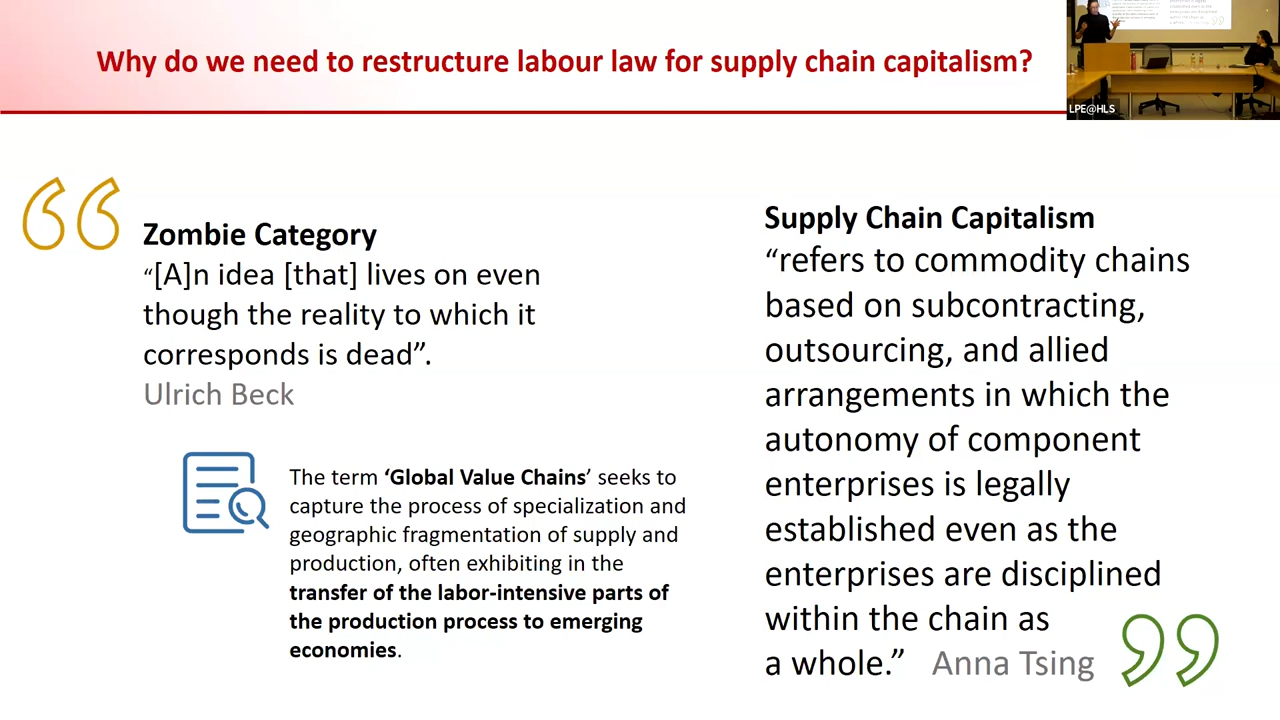 Why do we need to restructure labour law for supply chain capitalism?
LPE@HLS
Zombie Category
“[A]n idea [that] lives on even
though the reality to which it
corresponds is dead”.
Ulrich Beck
The term ‘Global Value Chains’ seeks to
capture the process of specialization and
geographic fragmentation of supply and
production, often exhibiting in the
transfer of the labor-intensive parts of
the production process to emerging
economies.
Supply Chain Capitalism
“refers to commodity chains
based on subcontracting,
outsourcing, and allied
arrangements in which the
autonomy of component
enterprises is legally
established even as the
enterprises are disciplined
within the chain as
a whole.” Anna Tsing